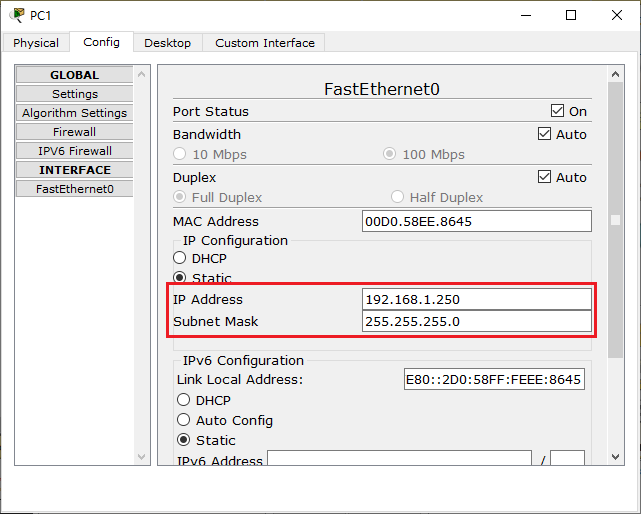 PC1
Physical Config Desktop Custom Interface
GLOBAL
Settings
Algorithm Settings
Firewall
IPV6 Firewall
INTERFACE
FastEthernet0
FastEthernet0
Port Status On
Bandwidth Auto
10 Mbps 100 Mbps
Duplex Auto
Full Duplex Half Duplex
MAC Address 00D0.58EE.8645
IP Configuration
DHCP
Static
IP Address 192.168.1.250
Subnet Mask 255.255.255.0
IPv6 Configuration
Link Local Address: E80::2D0:58FF:FEEE:8645
DHCP
Auto Config
Static
IPv6 Address /